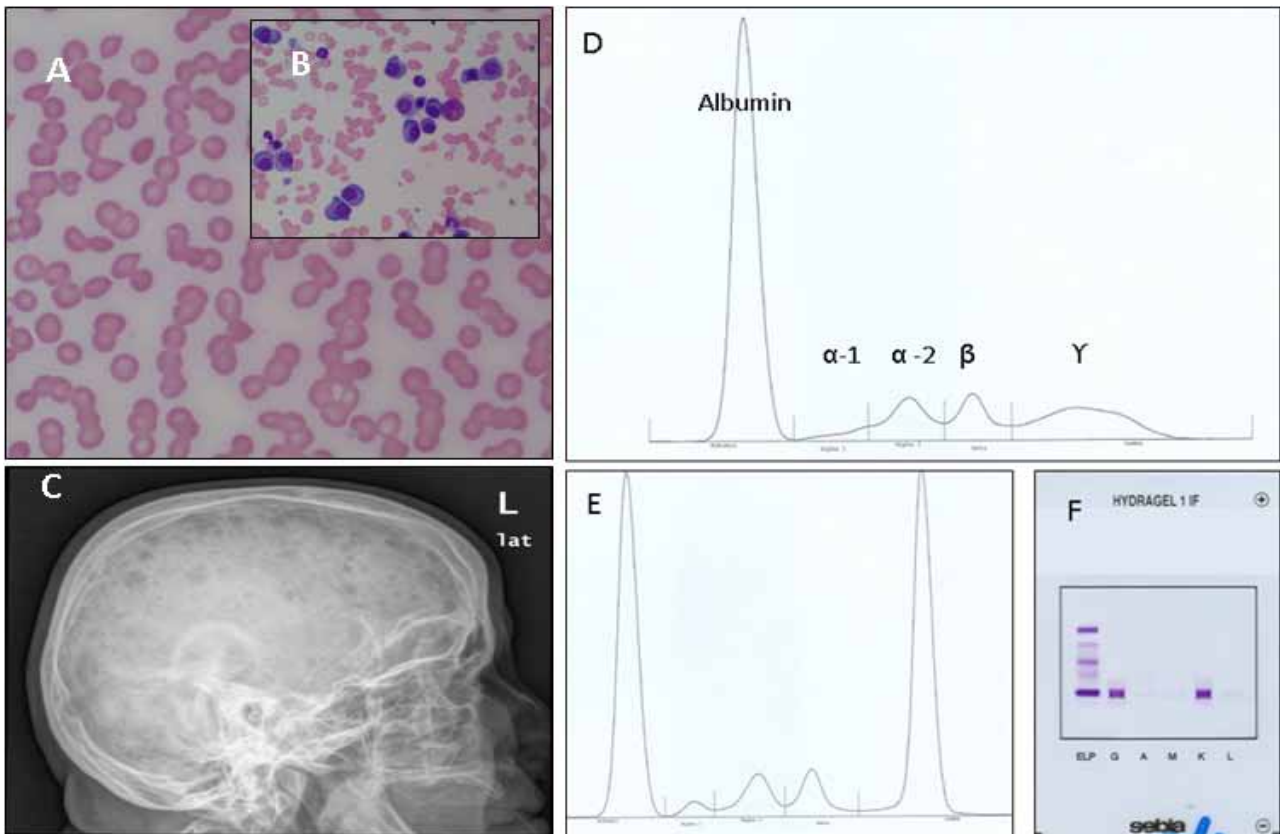 A
B
C
L
lat
D
Albumin
α-1
α -2
β
ϒ
E
F
HYDRAGEL 1 IF
+
ELP G A M K L
sebia
−